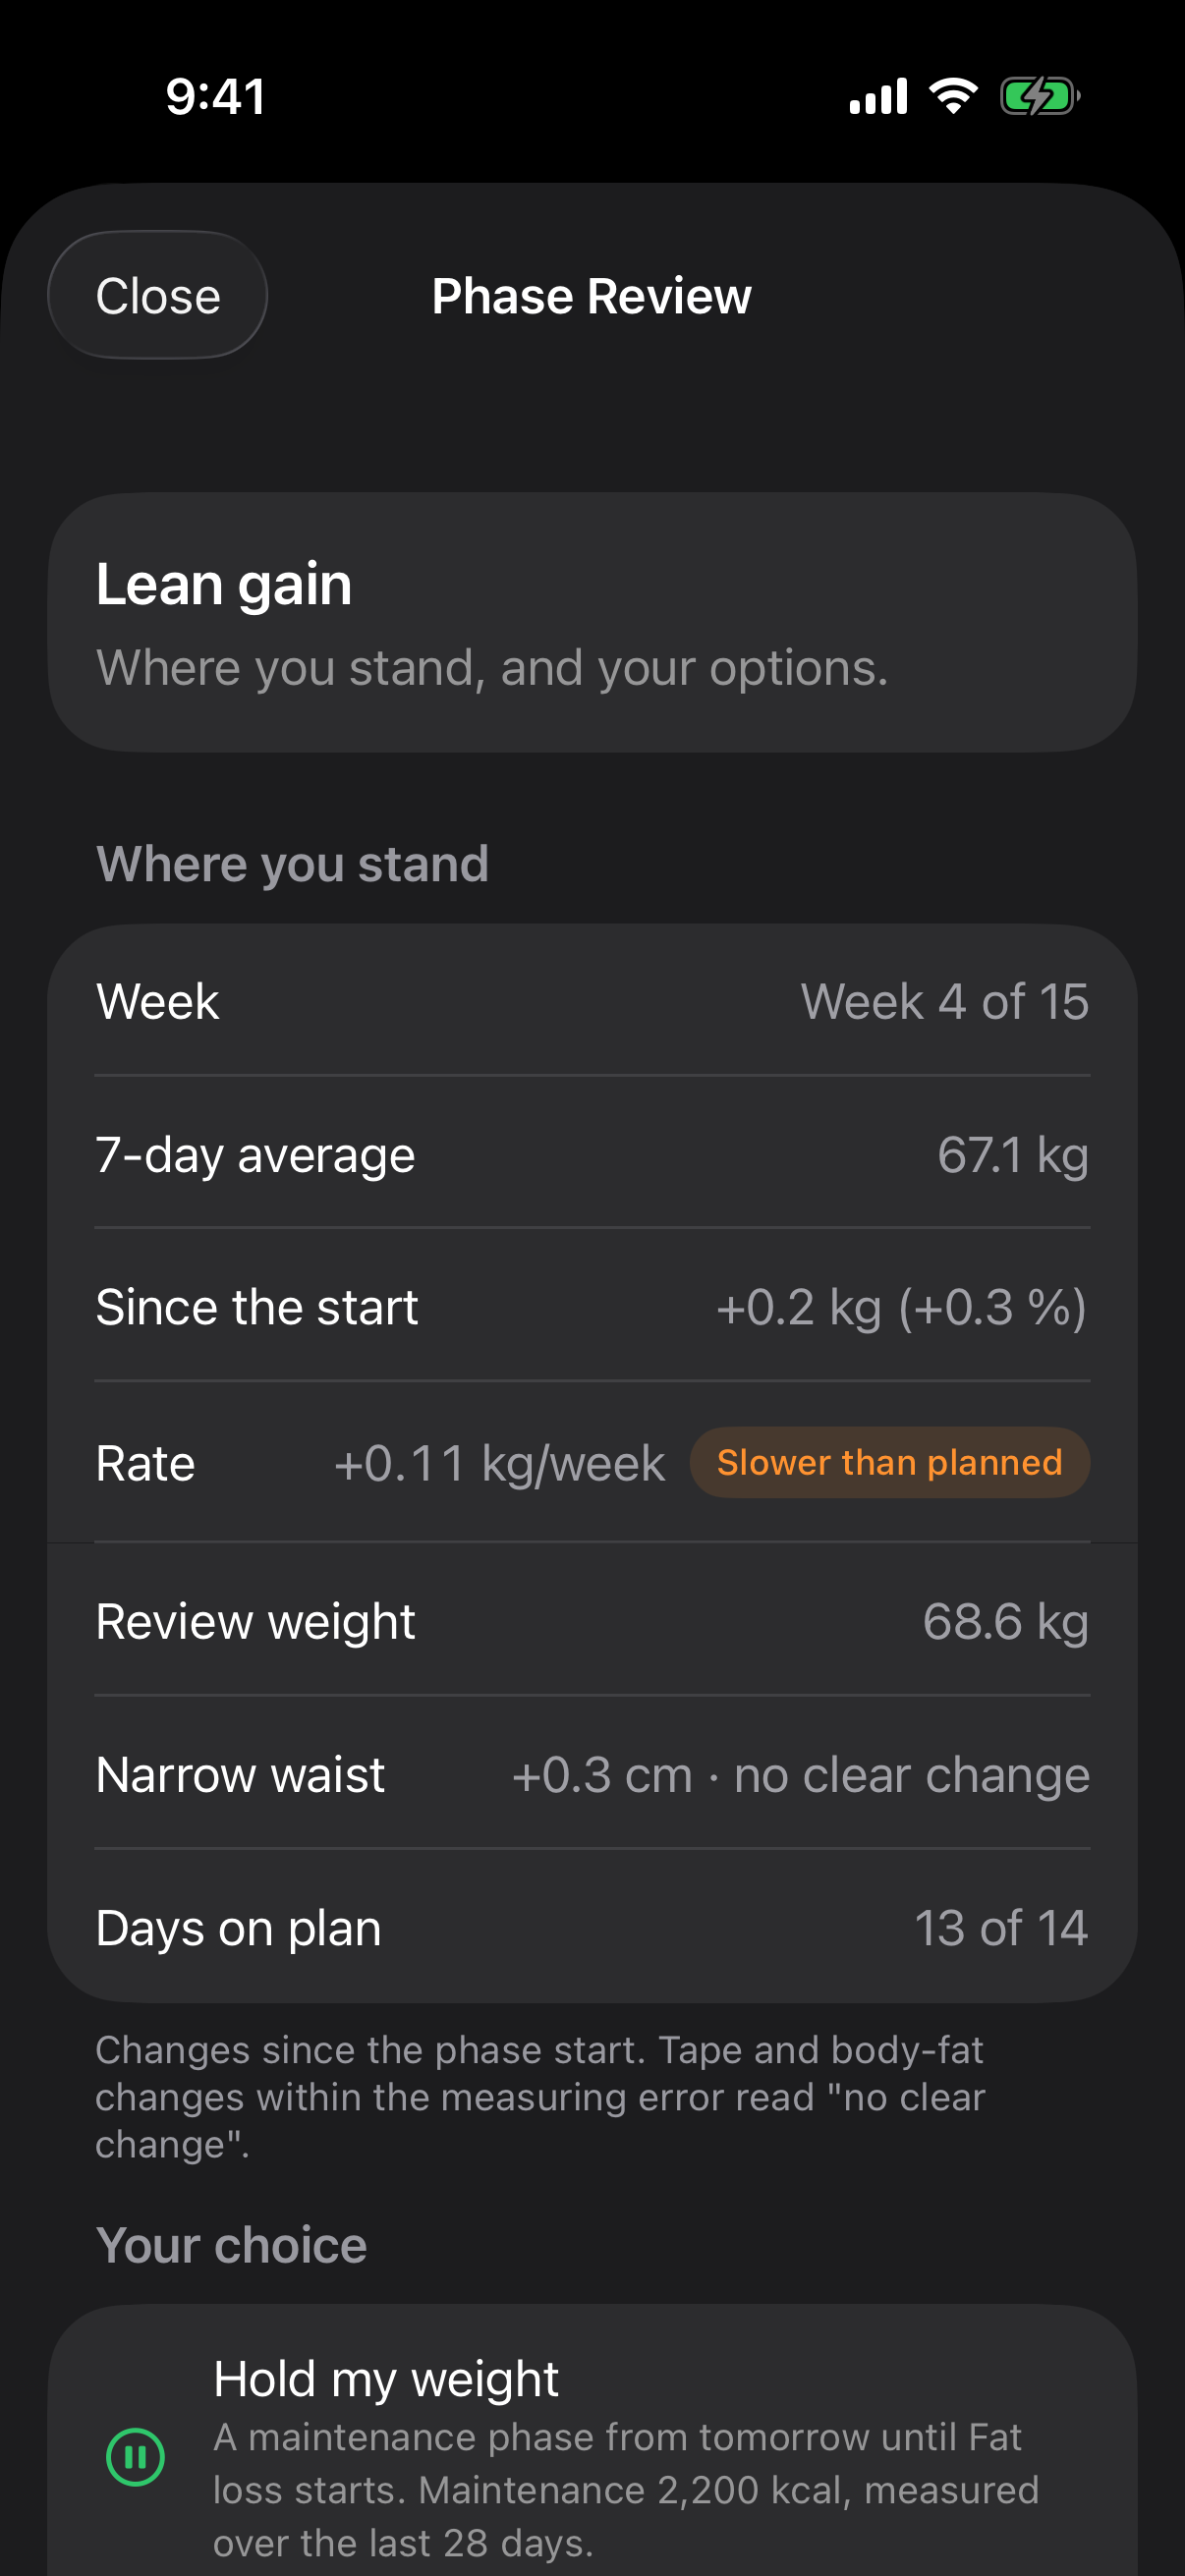 9:41
Close
Phase Review
Lean gain
Where you stand, and your options.
Where you stand
Week Week 4 of 15
7-day average 67.1 kg
Since the start +0.2 kg (+0.3 %)
Rate +0.11 kg/week Slower than planned
Review weight 68.6 kg
Narrow waist +0.3 cm · no clear change
Days on plan 13 of 14
Changes since the phase start. Tape and body-fat
changes within the measuring error read "no clear
change".
Your choice
Hold my weight
A maintenance phase from tomorrow until Fat
loss starts. Maintenance 2,200 kcal, measured
over the last 28 days.